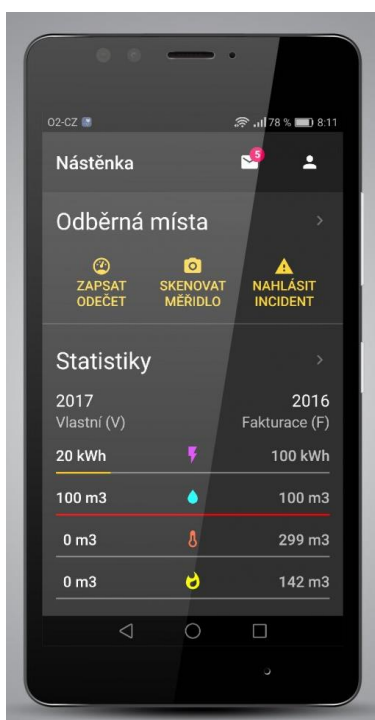 O2-CZ 78 % 8:11
Nástěnka 5
Odběrná místa
ZAPSAT ODEČET
SKENOVAT MĚŘIDLO
NAHLÁSIT INCIDENT
Statistiky
2017 2016
Vlastní (V) Fakturace (F)
20 kWh 100 kWh
100 m3 100 m3
0 m3 299 m3
0 m3 142 m3